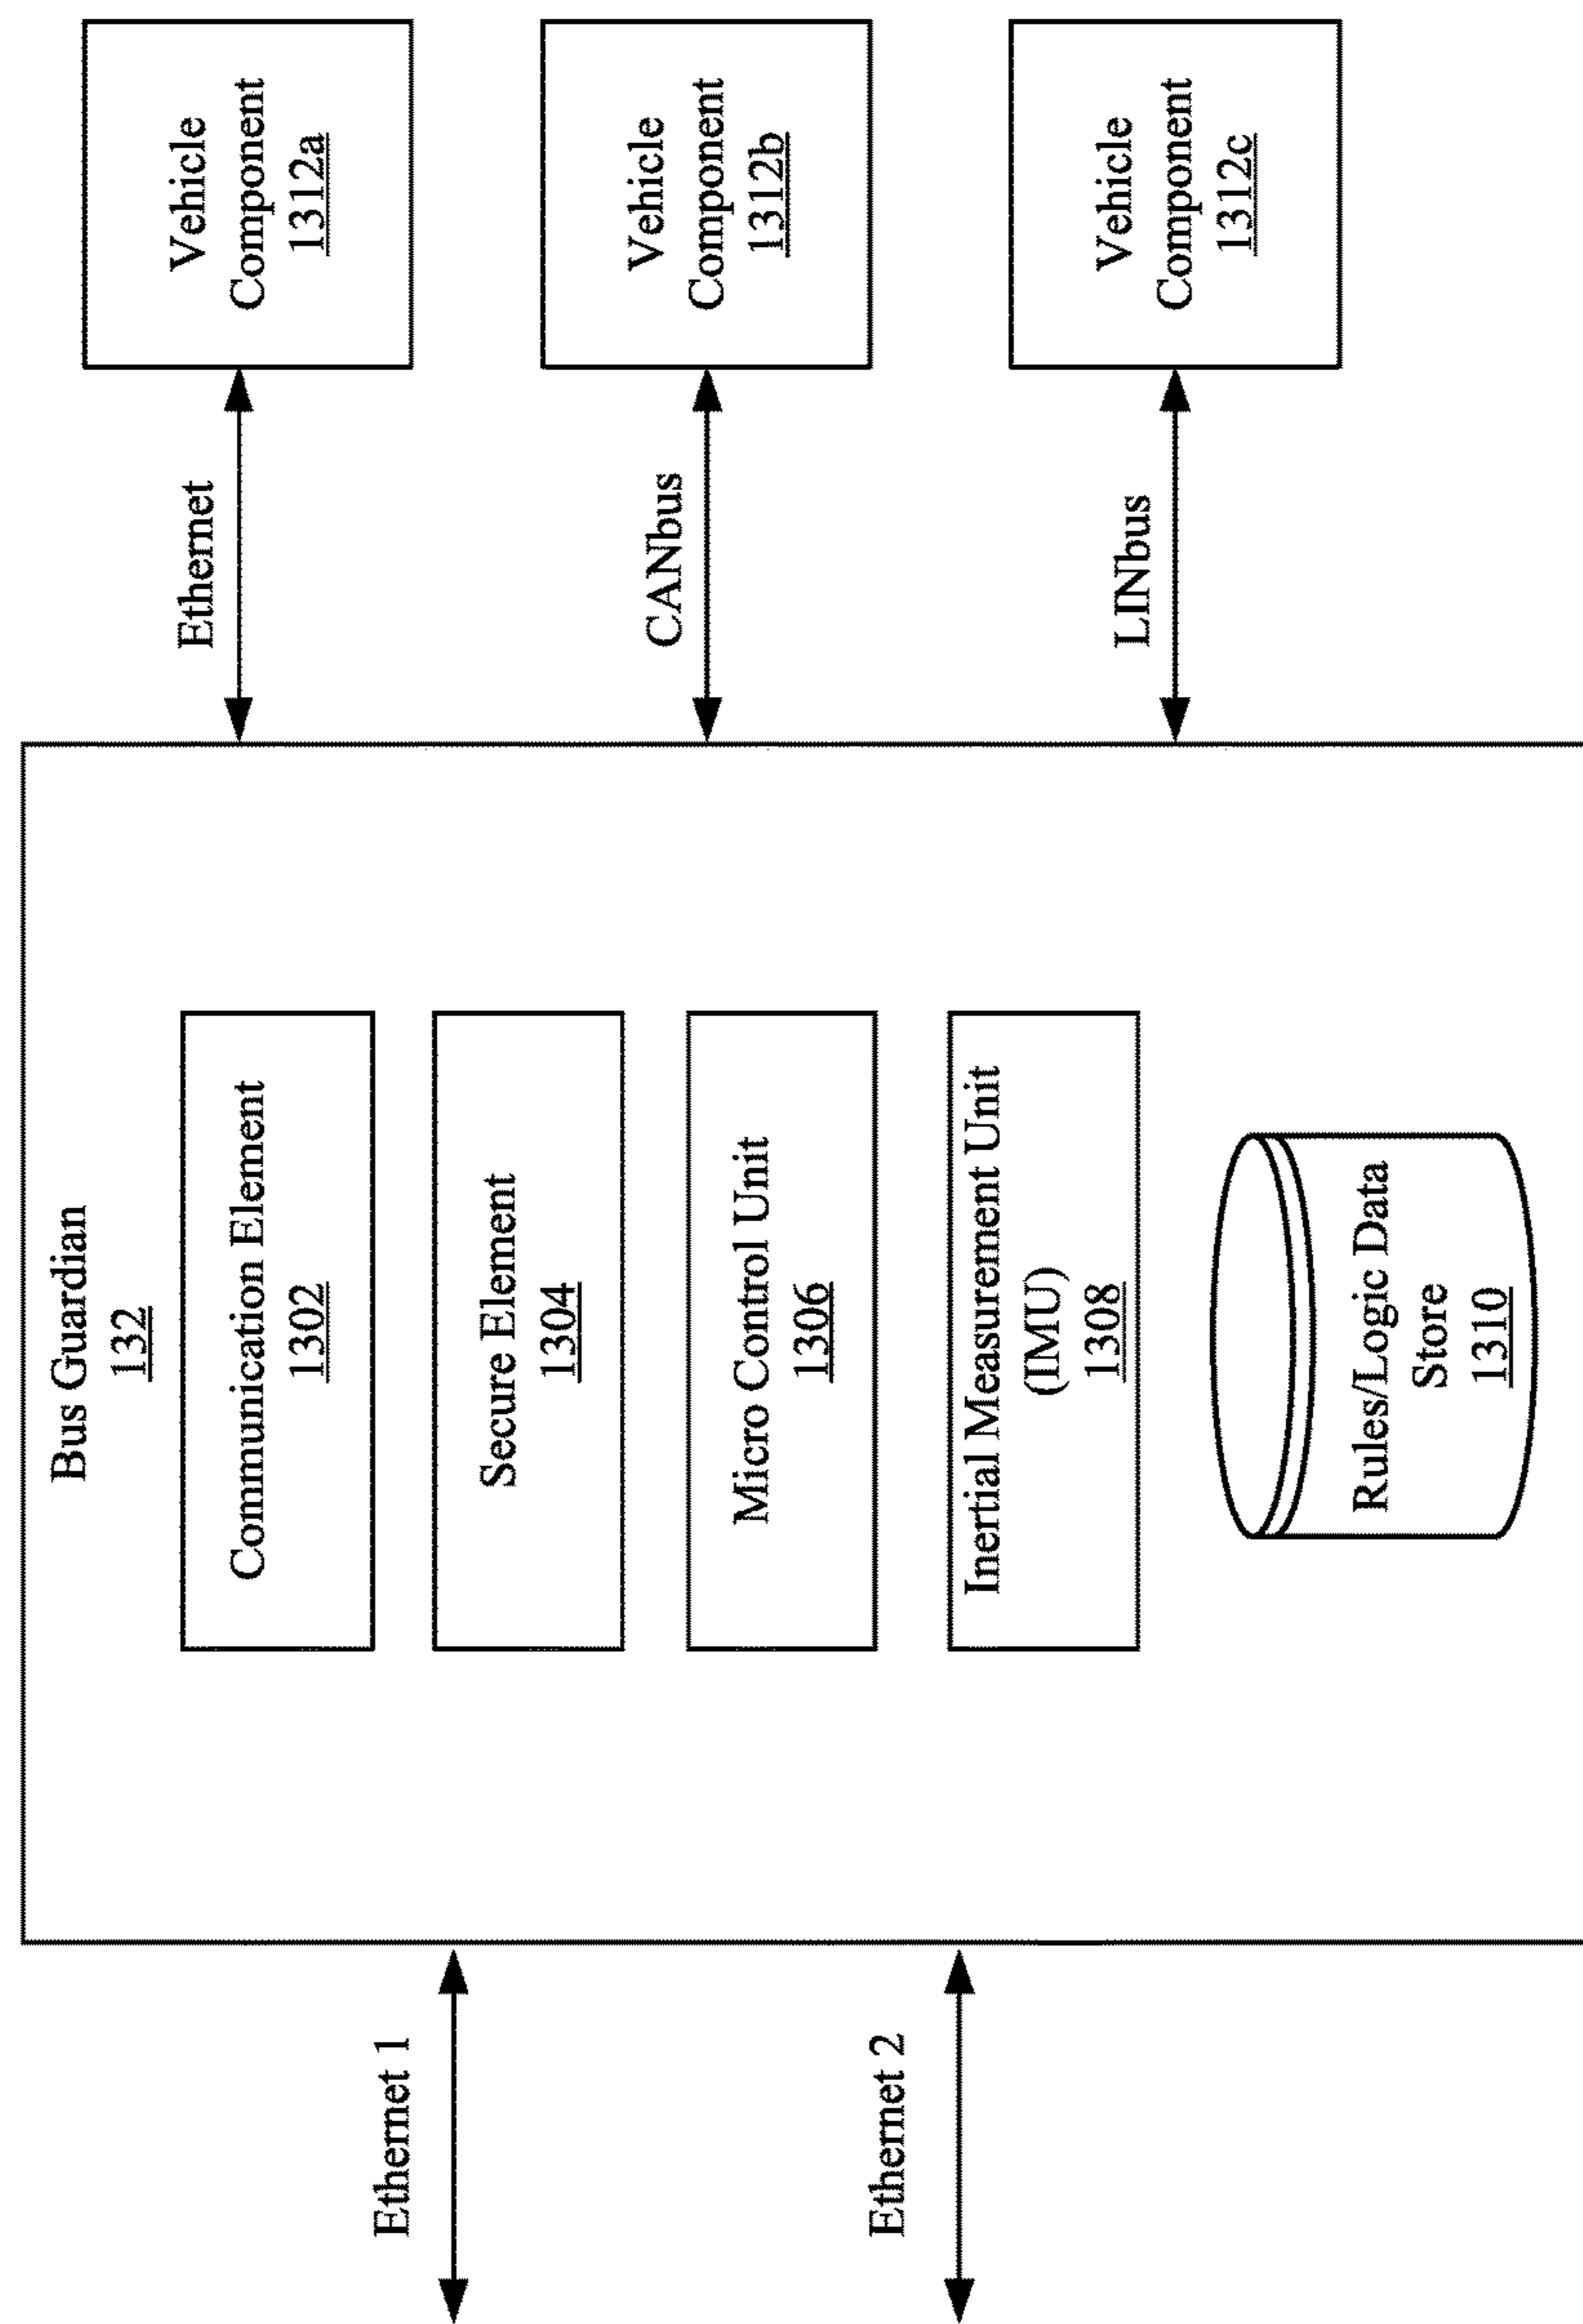 Ethernet 1
Ethernet 2
Bus Guardian
132
Communication Element
1302
Secure Element
1304
Micro Control Unit
1306
Inertial Measurement Unit
(IMU)
1308
Rules/Logic Data
Store
1310
Ethernet
CANbus
LINbus
Vehicle
Component
1312a
Vehicle
Component
1312b
Vehicle
Component
1312c